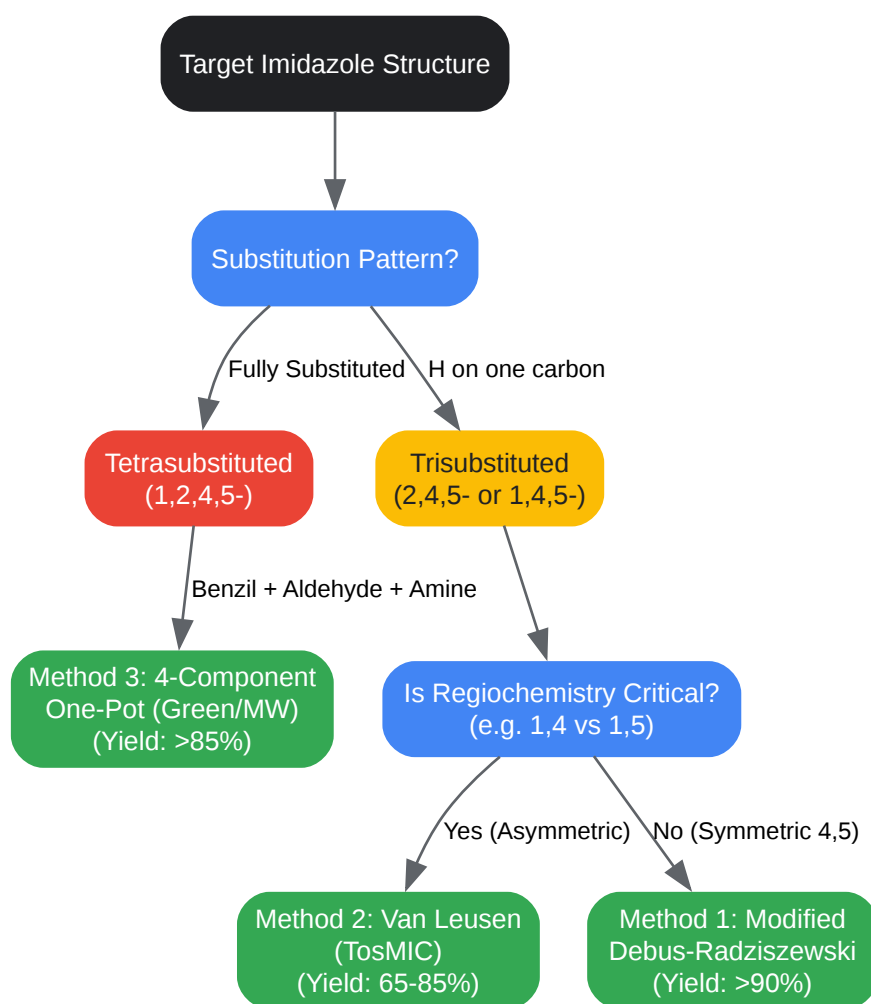 Target Imidazole Structure
Substitution Pattern?
Fully Substituted
H on one carbon
Tetrasubstituted
(1,2,4,5-)
Trisubstituted
(2,4,5- or 1,4,5-)
Benzil + Aldehyde + Amine
Method 3: 4-Component
One-Pot (Green/MW)
(Yield: >85%)
Is Regiochemistry Critical?
(e.g. 1,4 vs 1,5)
Yes (Asymmetric)
No (Symmetric 4,5)
Method 2: Van Leusen
(TosMIC)
(Yield: 65-85%)
Method 1: Modified
Debus-Radziszewski
(Yield: >90%)